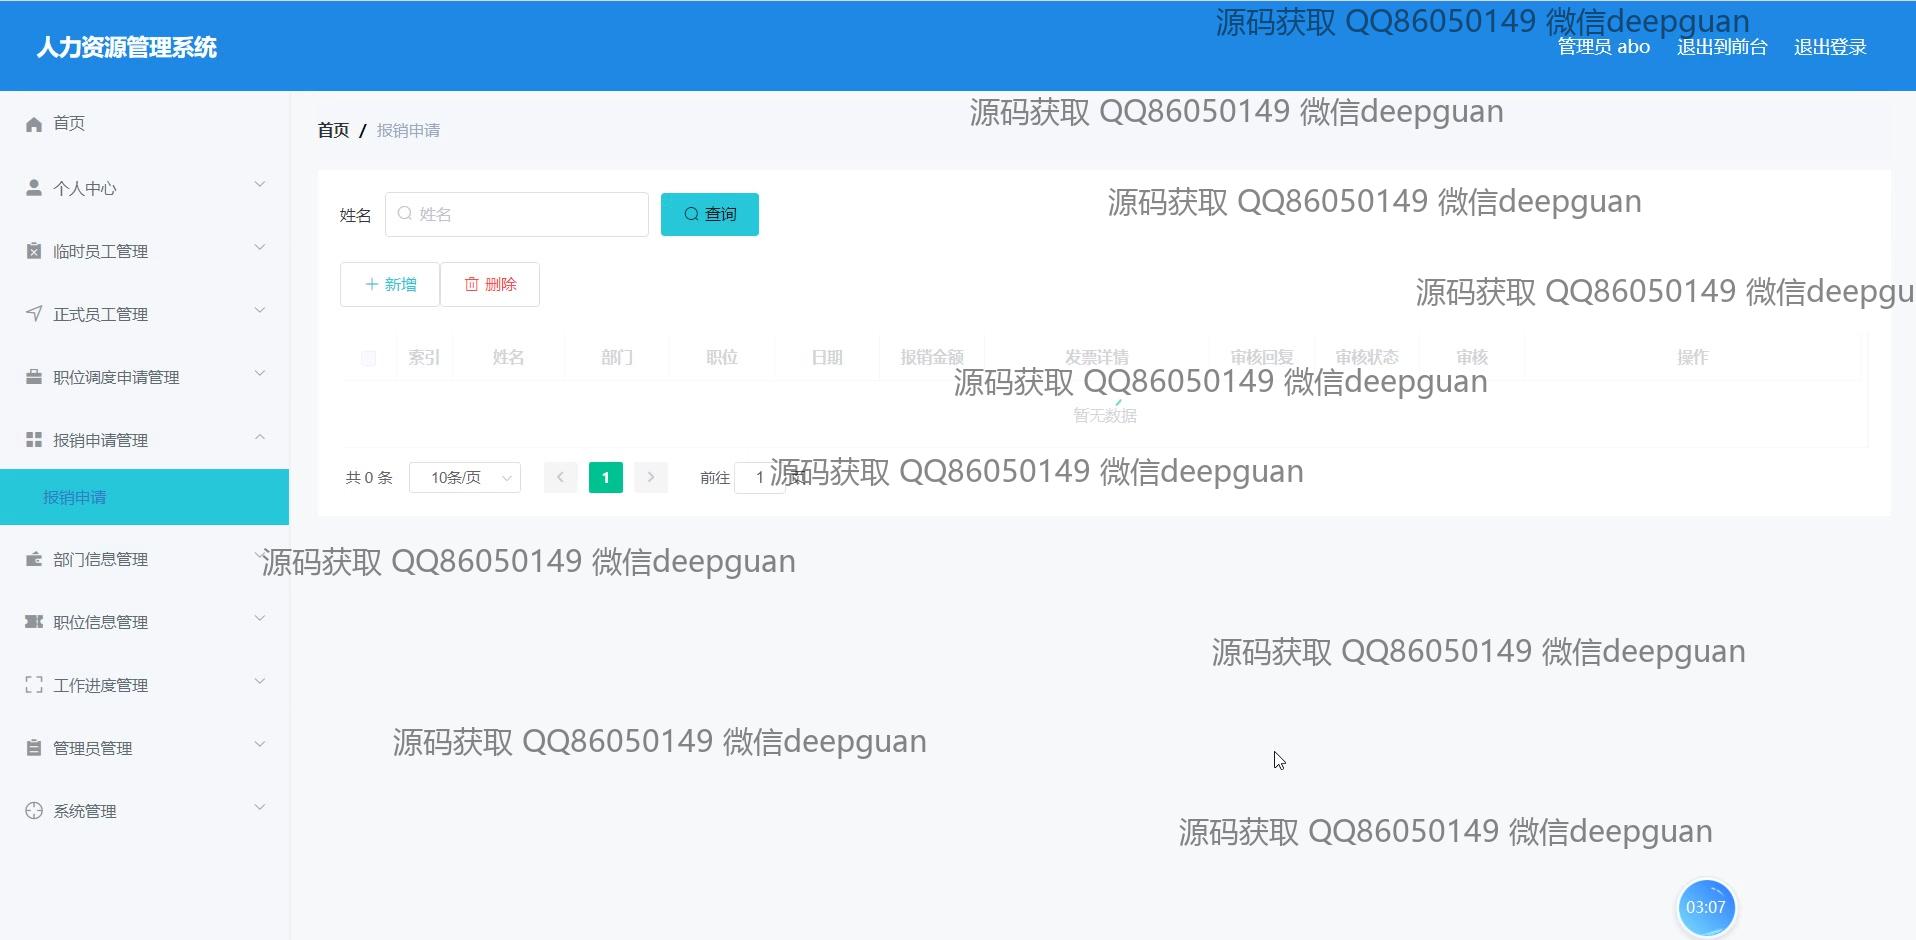 源码获取 QQ86050149 微信deepguan
人力资源管理系统
管理员 abo 退出到前台 退出登录
源码获取 QQ86050149 微信deepguan
首页
首页 / 报销申请
个人中心
源码获取 QQ86050149 微信deepguan
姓名 姓名 查询
临时员工管理
新增 删除
源码获取 QQ86050149 微信deepgu
正式员工管理
索引 姓名 部门 职位 日期 报销金额 发票详情 审核回复 审核状态 审核 操作
职位调度申请管理
源码获取 QQ86050149 微信deepguan
暂无数据
报销申请管理
共 0 条 10条/页 1 前往 1 页
源码获取 QQ86050149 微信deepguan
报销申请
部门信息管理
源码获取 QQ86050149 微信deepguan
职位信息管理
源码获取 QQ86050149 微信deepguan
工作进度管理
源码获取 QQ86050149 微信deepguan
管理员管理
系统管理
源码获取 QQ86050149 微信deepguan
03:07